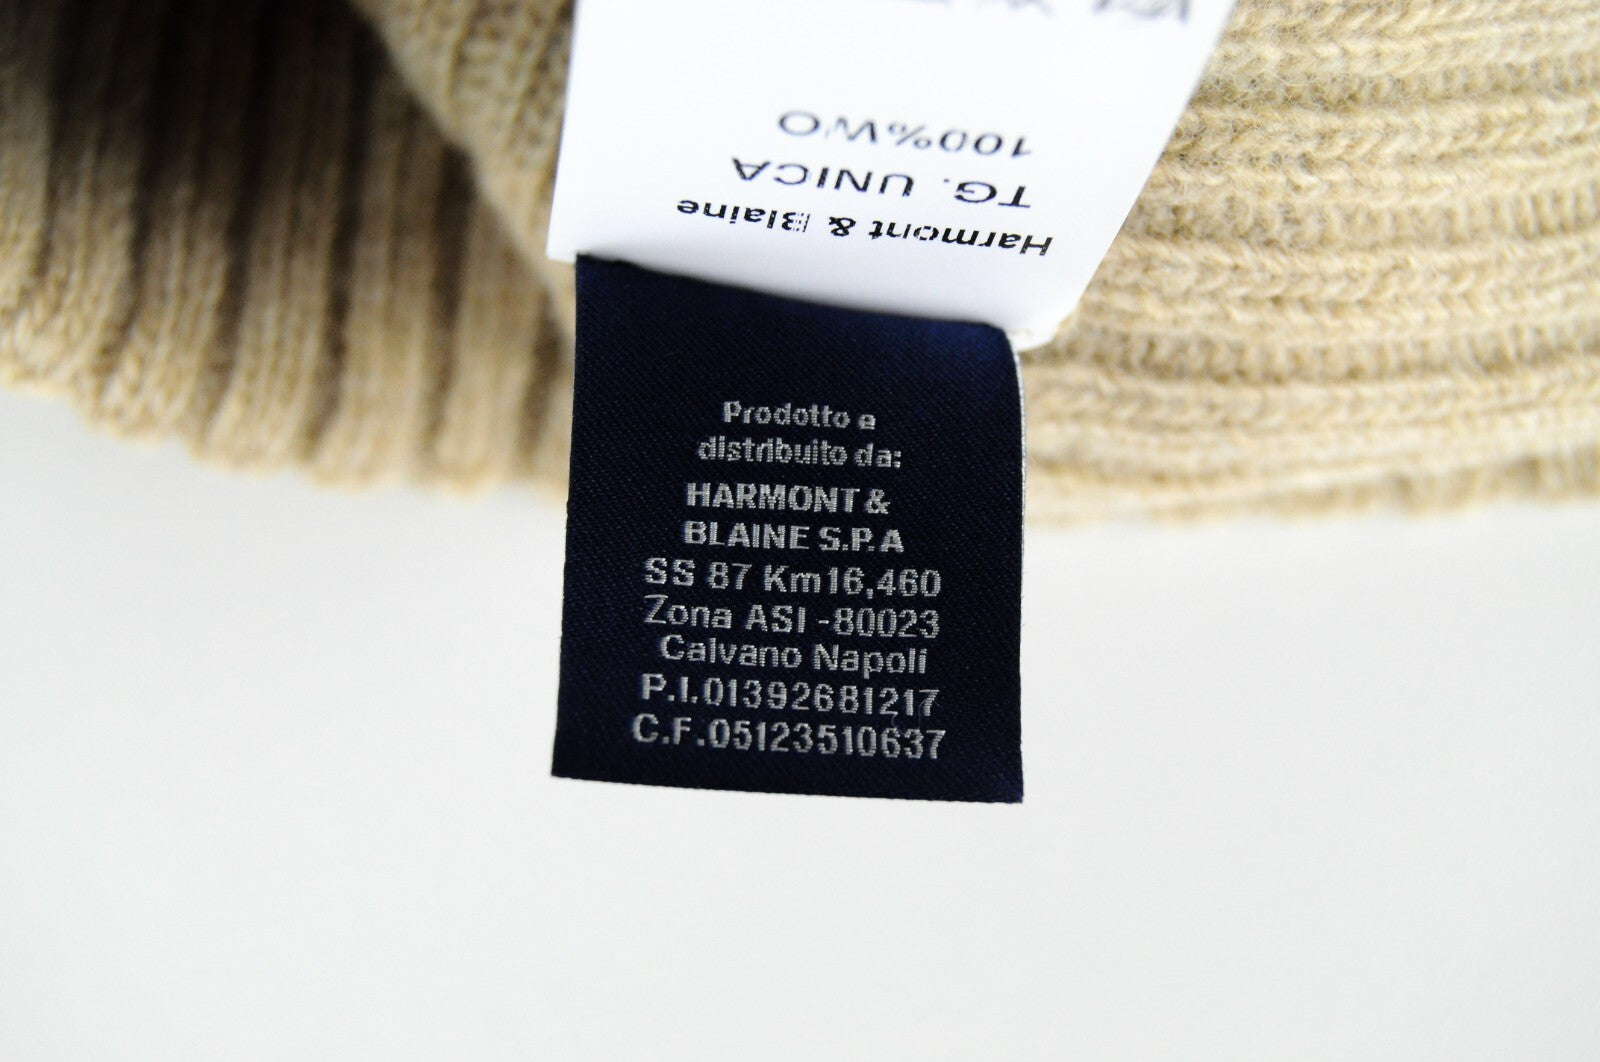 Harmont & Blaine
TG. UNICA
100%WO
Prodotto e
distribuito da:
HARMONT &
BLAINE S.P.A
SS 87 Km16,460
Zona ASI -80023
Caivano Napoli
P.I.01392681217
C.F.05123510637